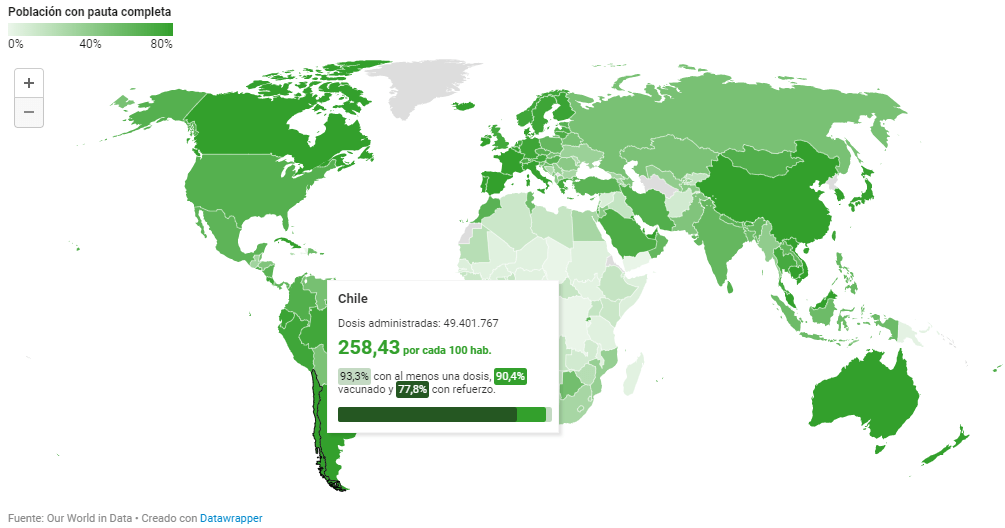 Población con pauta completa
0% 40% 80%
+
−
Chile
Dosis administradas: 49.401.767
258,43 por cada 100 hab.
93,3% con al menos una dosis, 90,4%
vacunado y 77,8% con refuerzo.
Fuente: Our World in Data • Creado con Datawrapper